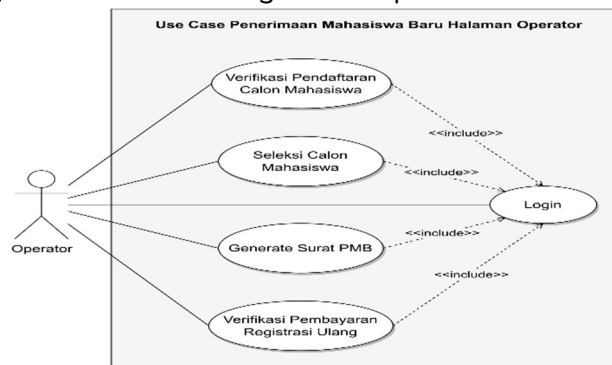 Use Case Penerimaan Mahasiswa Baru Halaman Operator
Verifikasi Pendaftaran
Calon Mahasiswa
<<include>>
Seleksi Calon
Mahasiswa
<<include>>
Login
Operator
Generate Surat PMB
<<include>>
<<include>>
Verifikasi Pembayaran
Registrasi Ulang